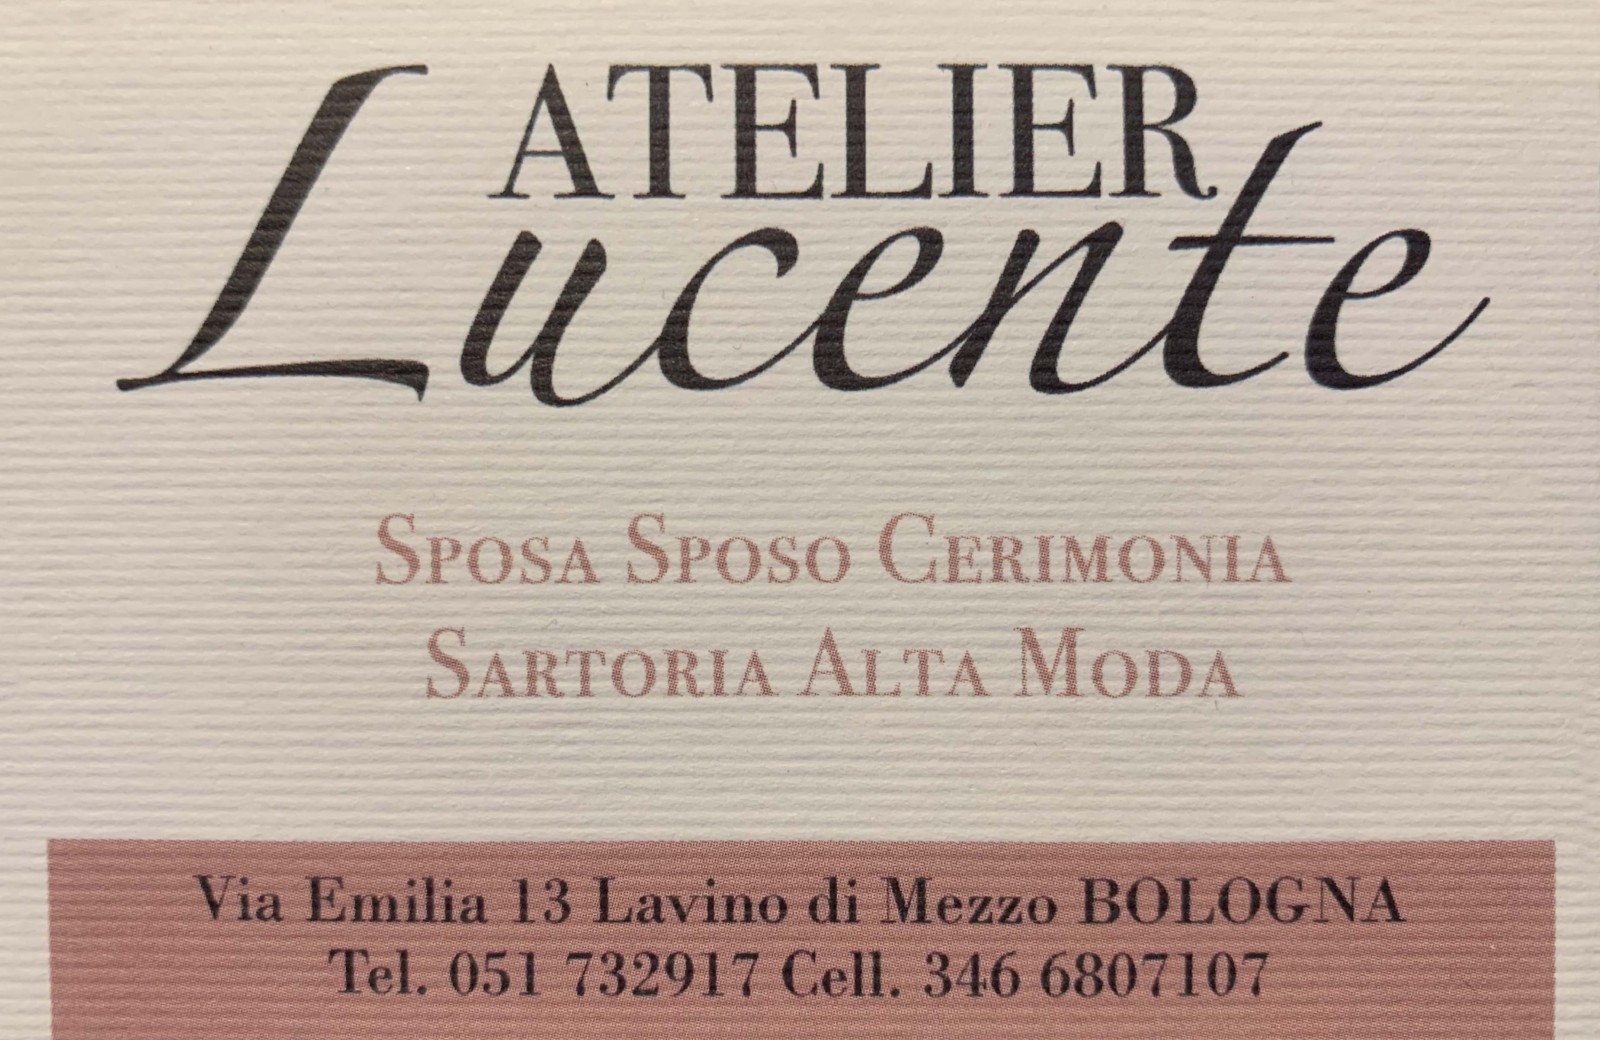 ATELIER
Lucente
SPOSA SPOSO CERIMONIA
SARTORIA ALTA MODA
Via Emilia 13 Lavino di Mezzo BOLOGNA
Tel. 051 732917 Cell. 346 6807107